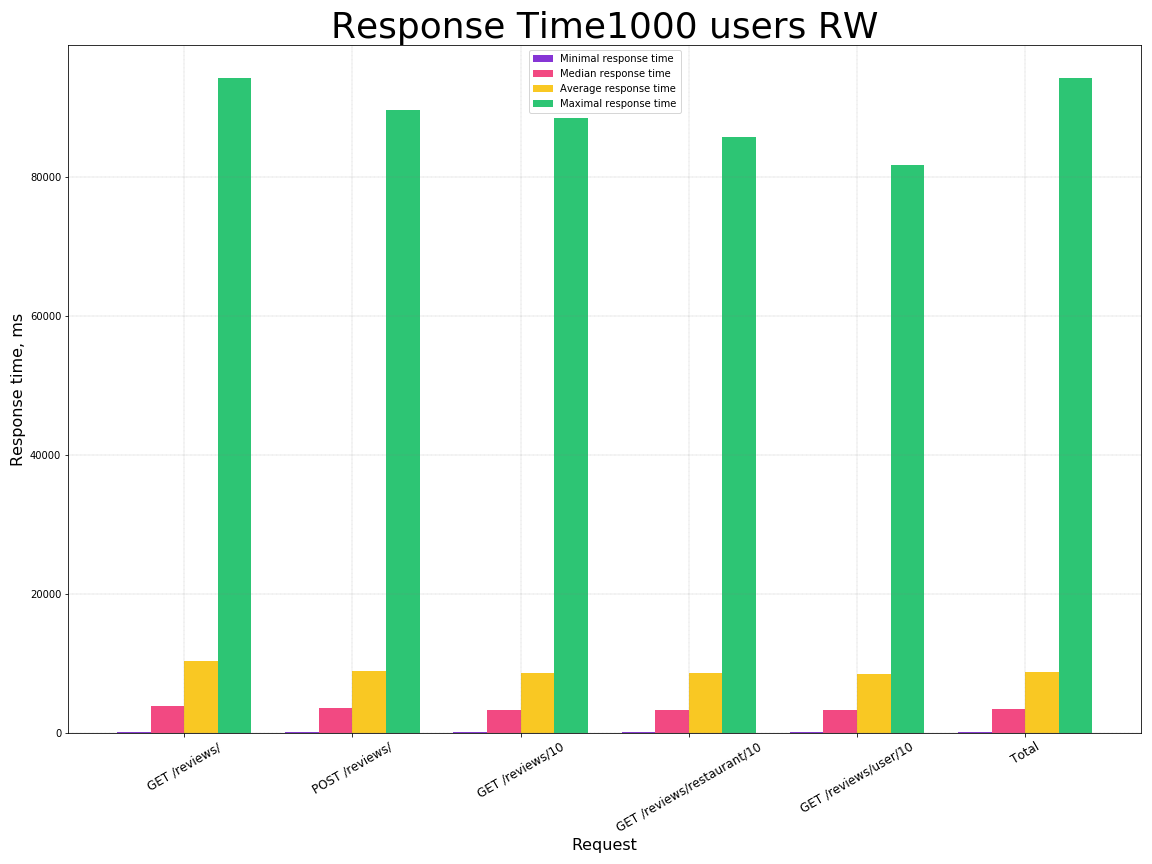 Response Time1000 users RW
Minimal response time
Median response time
Average response time
Maximal response time
Response time, ms
80000
60000
40000
20000
0
GET /reviews/
POST /reviews/
GET /reviews/10
GET /reviews/restaurant/10
GET /reviews/user/10
Total
Request